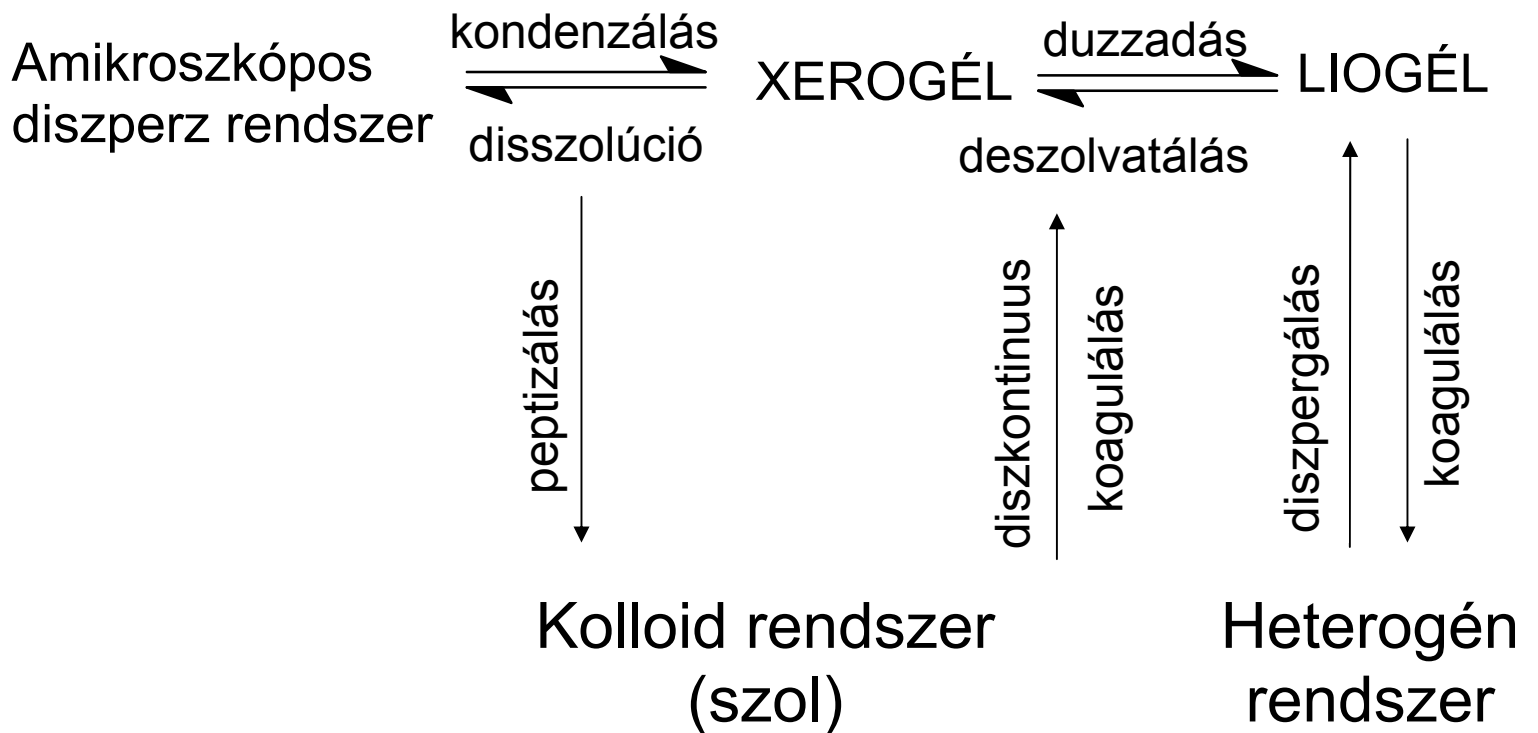 kondenzálás
duzzadás
Amikroszkópos
diszperz rendszer
XEROGÉL
LIOGÉL
disszolúció
deszolvatálás
peptizálás
diszkontinuus
koagulálás
diszpergálás
koagulálás
Kolloid rendszer
(szol)
Heterogén
rendszer